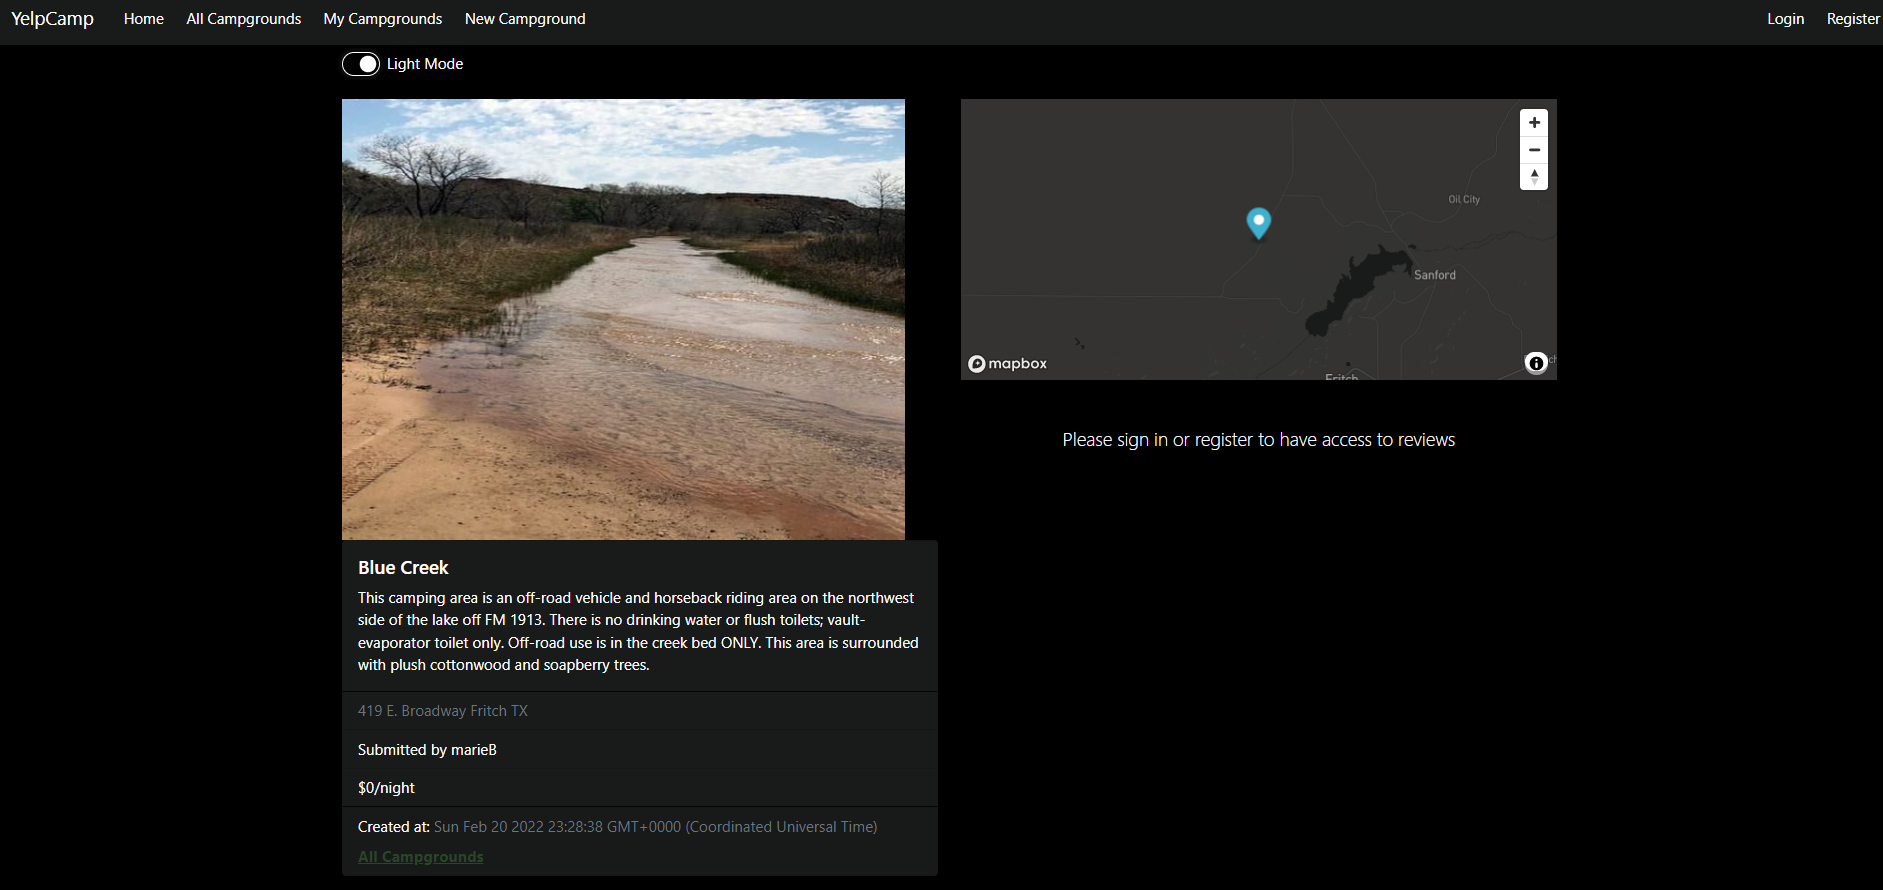 YelpCamp Home All Campgrounds My Campgrounds New Campground Login Register
Light Mode
Oil City
Sanford
Fritch
mapbox
Please sign in or register to have access to reviews
Blue Creek
This camping area is an off-road vehicle and horseback riding area on the northwest
side of the lake off FM 1913. There is no drinking water or flush toilets; vault-
evaporator toilet only. Off-road use is in the creek bed ONLY. This area is surrounded
with plush cottonwood and soapberry trees.
419 E. Broadway Fritch TX
Submitted by marieB
$0/night
Created at: Sun Feb 20 2022 23:28:38 GMT+0000 (Coordinated Universal Time)
All Campgrounds